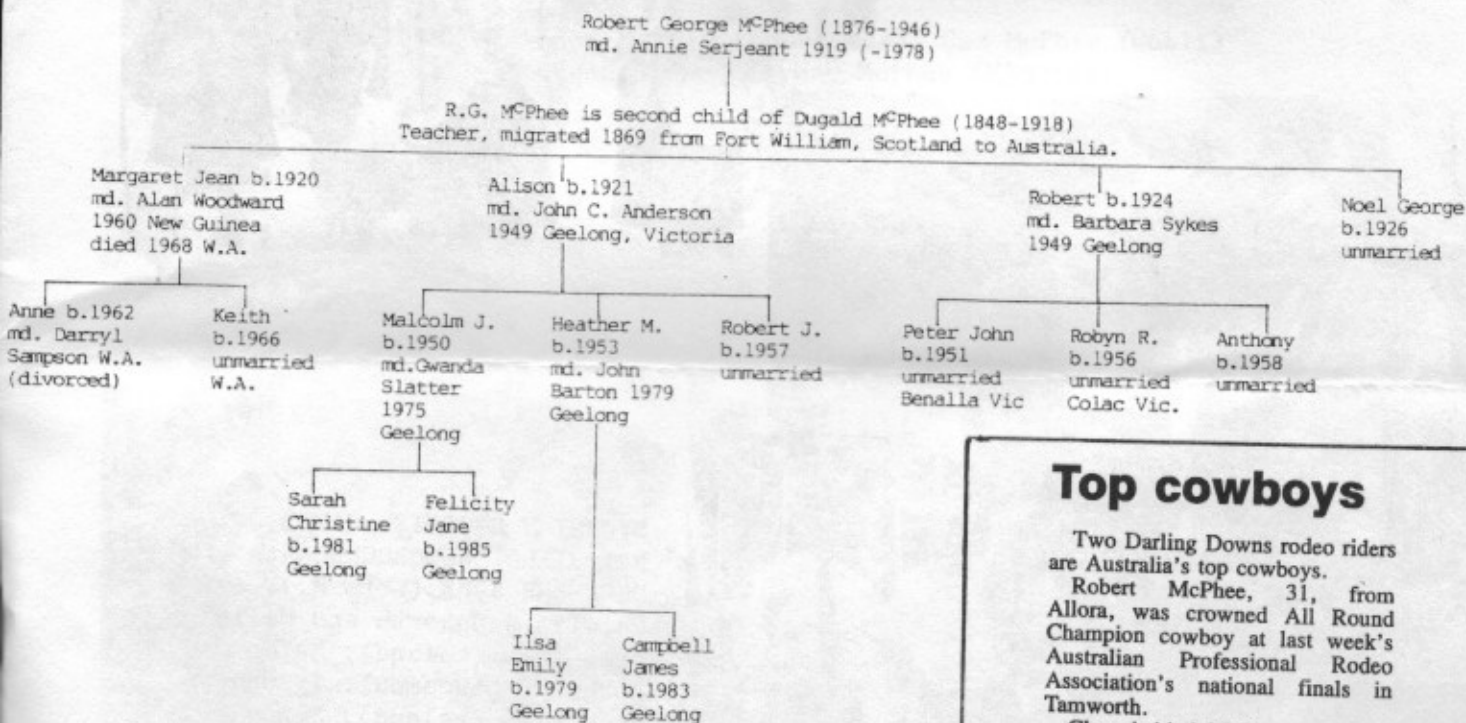 Robert George McPhee (1876-1946)
md. Annie Serjeant 1919 (-1978)
R.G. McPhee is second child of Dugald McPhee (1848-1918)
Teacher, migrated 1869 from Fort William, Scotland to Australia.
Margaret Jean b.1920
md. Alan Woodward
1960 New Guinea
died 1968 W.A.
Alison b.1921
md. John C. Anderson
1949 Geelong, Victoria
Robert b.1924
md. Barbara Sykes
1949 Geelong
Noel George
b.1926
unmarried
Anne b.1962
md. Darryl
Sampson W.A.
(divorced)
Keith
b.1966
unmarried
W.A.
Malcolm J.
b.1950
md.Gwanda
Slatter
1975
Geelong
Heather M.
b.1953
md. John
Barton 1979
Geelong
Robert J.
b.1957
unmarried
Peter John
b.1951
unmarried
Benalla Vic
Robyn R.
b.1956
unmarried
Colac Vic.
Anthony
b.1958
unmarried
Sarah
Christine
b.1981
Geelong
Felicity
Jane
b.1985
Geelong
Ilsa
Emily
b.1979
Geelong
Campbell
James
b.1983
Geelong
Top cowboys
Two Darling Downs rodeo riders
are Australia's top cowboys.
Robert McPhee, 31, from
Allora, was crowned All Round
Champion cowboy at last week's
Australian Professional Rodeo
Association's national finals in
Tamworth.